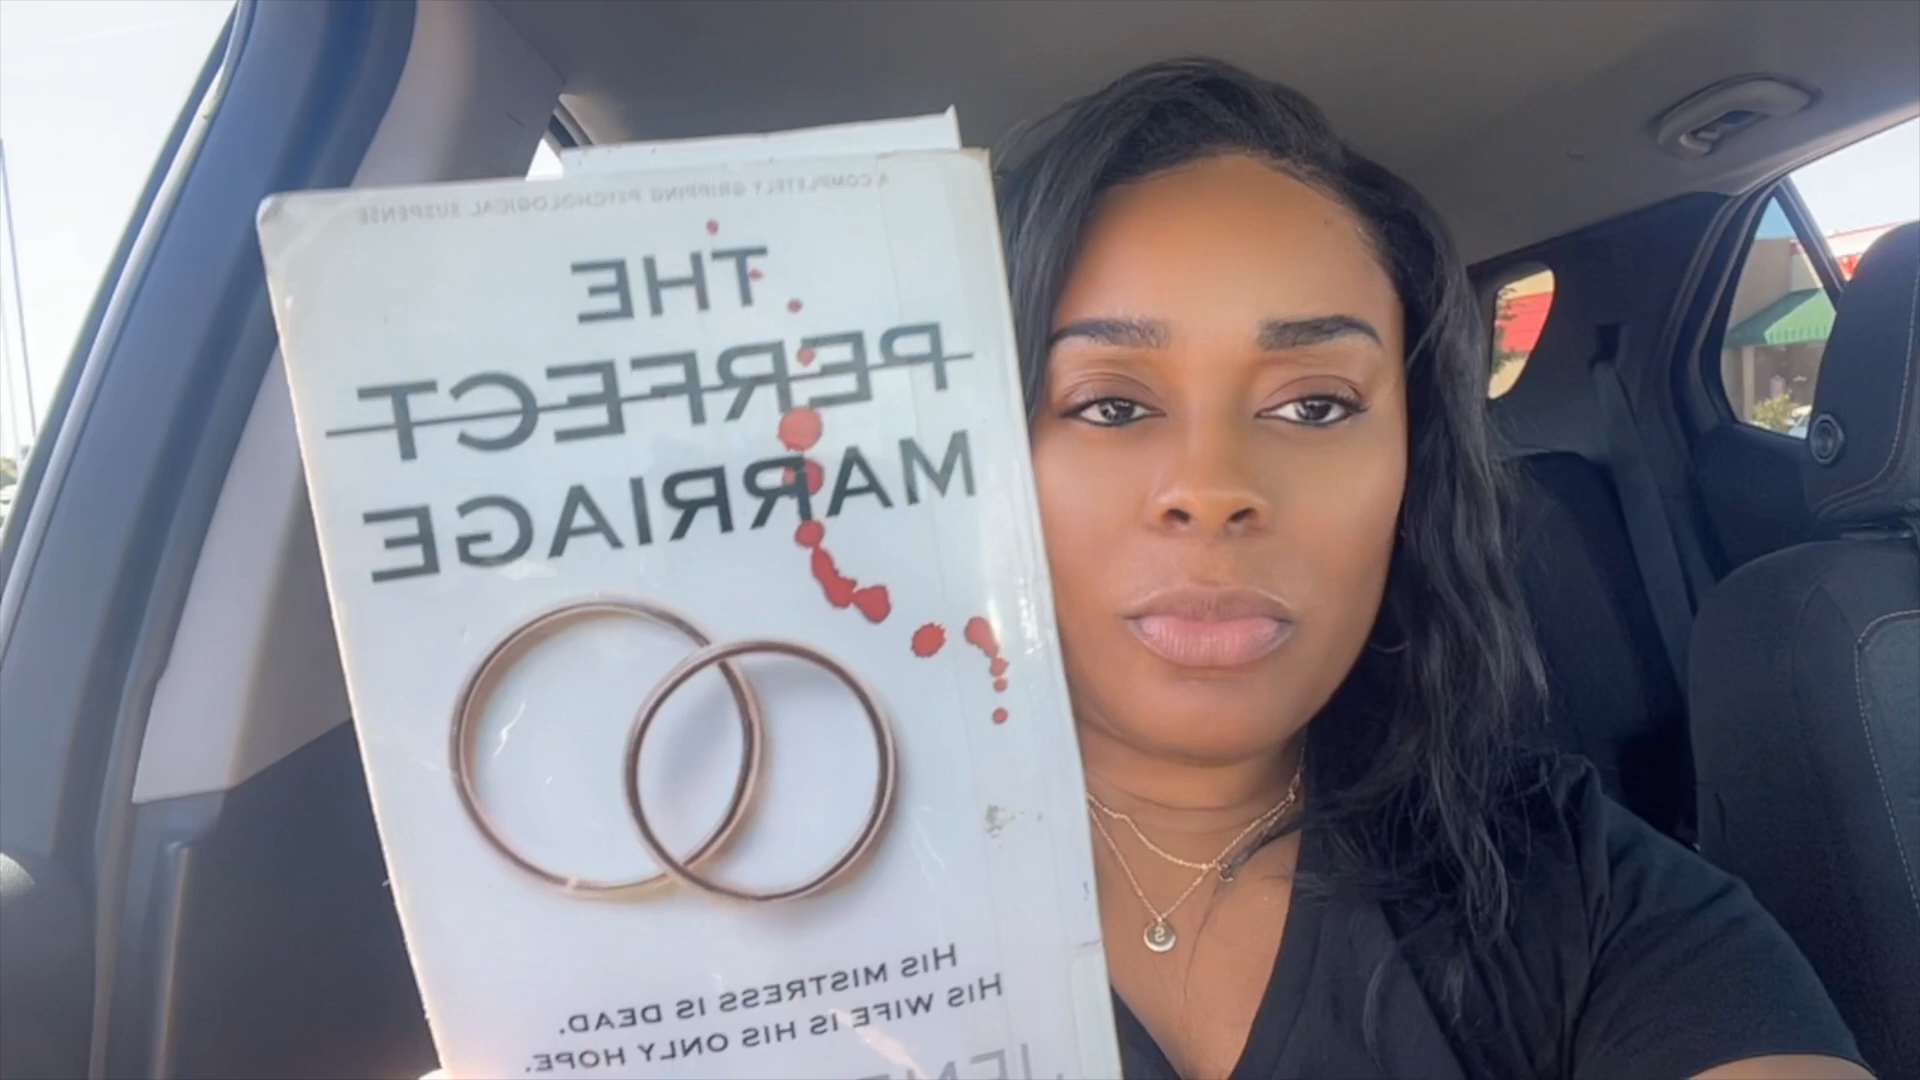 A COMPLETELY GRIPPING PSYCHOLOGICAL SUSPENSE
THE
PERFECT
MARRIAGE
HIS MISTRESS IS DEAD.
HIS WIFE IS HIS ONLY HOPE.
S